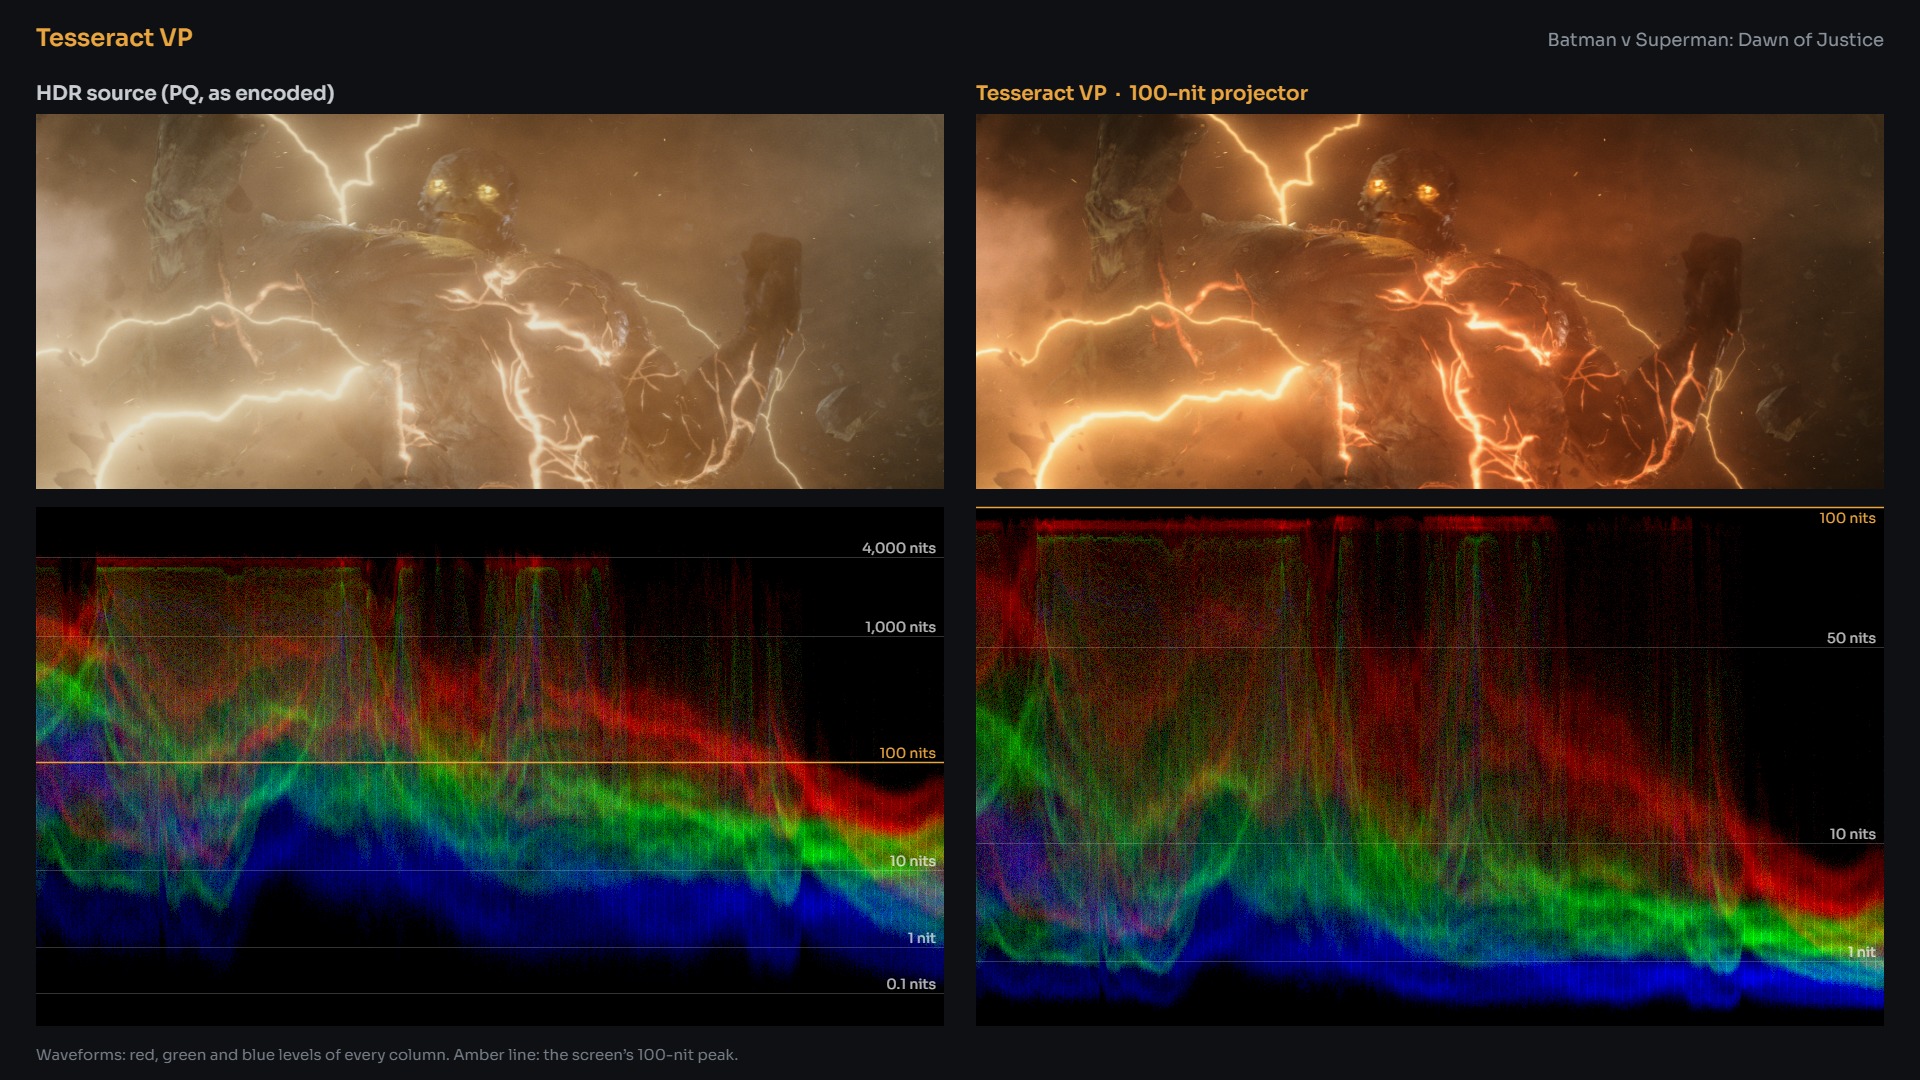 Tesseract VP
Batman v Superman: Dawn of Justice
HDR source (PQ, as encoded)
Tesseract VP · 100-nit projector
4,000 nits
1,000 nits
100 nits
10 nits
1 nit
0.1 nits
100 nits
50 nits
10 nits
1 nit
Waveforms: red, green and blue levels of every column. Amber line: the screen’s 100-nit peak.